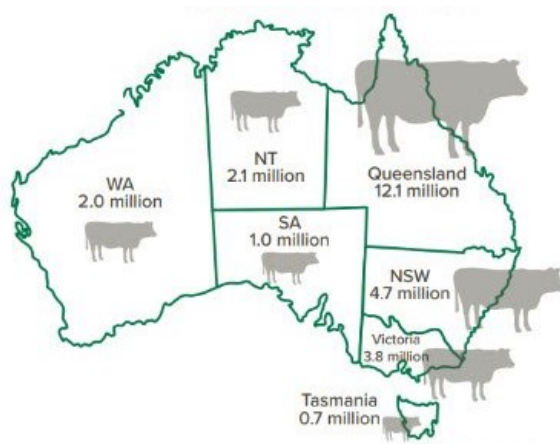 NT
2.1 million
Queensland
12.1 million
WA
2.0 million
SA
1.0 million
NSW
4.7 million
Victoria
3.8 million
Tasmania
0.7 million